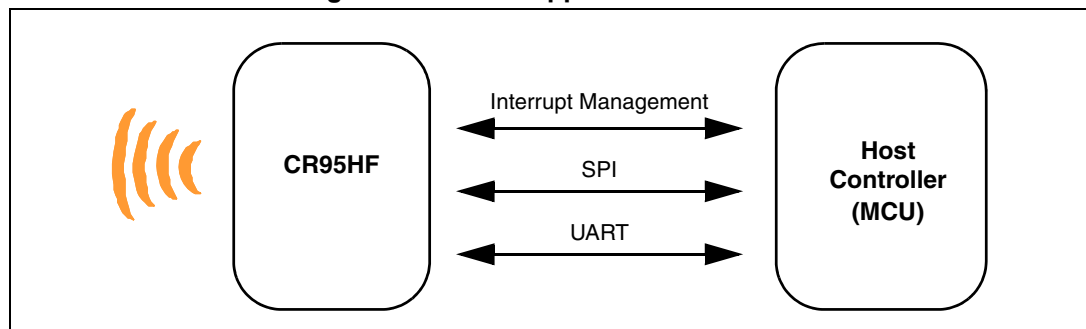 CR95HF
Interrupt Management
SPI
UART
Host
Controller
(MCU)